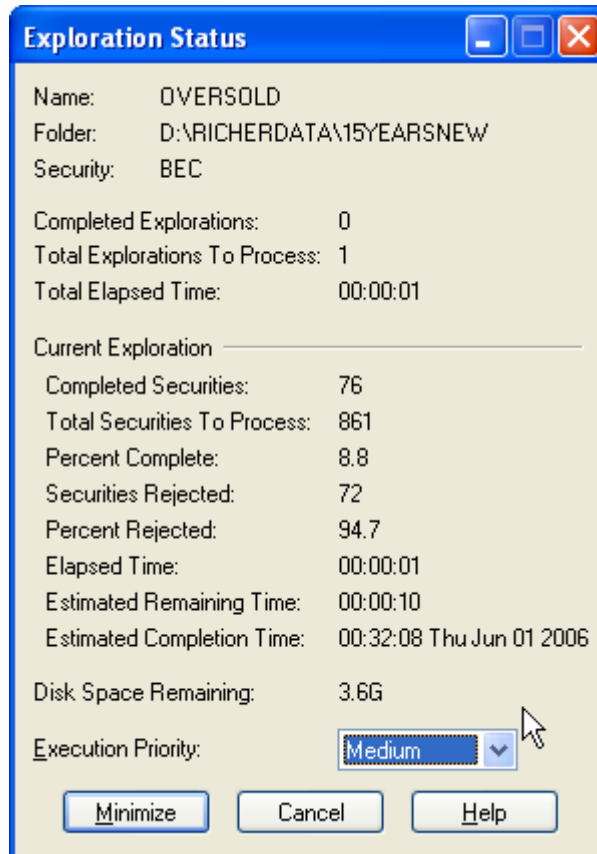 Exploration Status
Name: OVERSOLD
Folder: D:\RICHERDATA\15YEARSNEW
Security: BEC
Completed Explorations: 0
Total Explorations To Process: 1
Total Elapsed Time: 00:00:01
Current Exploration
Completed Securities: 76
Total Securities To Process: 861
Percent Complete: 8.8
Securities Rejected: 72
Percent Rejected: 94.7
Elapsed Time: 00:00:01
Estimated Remaining Time: 00:00:10
Estimated Completion Time: 00:32:08 Thu Jun 01 2006
Disk Space Remaining: 3.6G
Execution Priority: Medium
Minimize Cancel Help